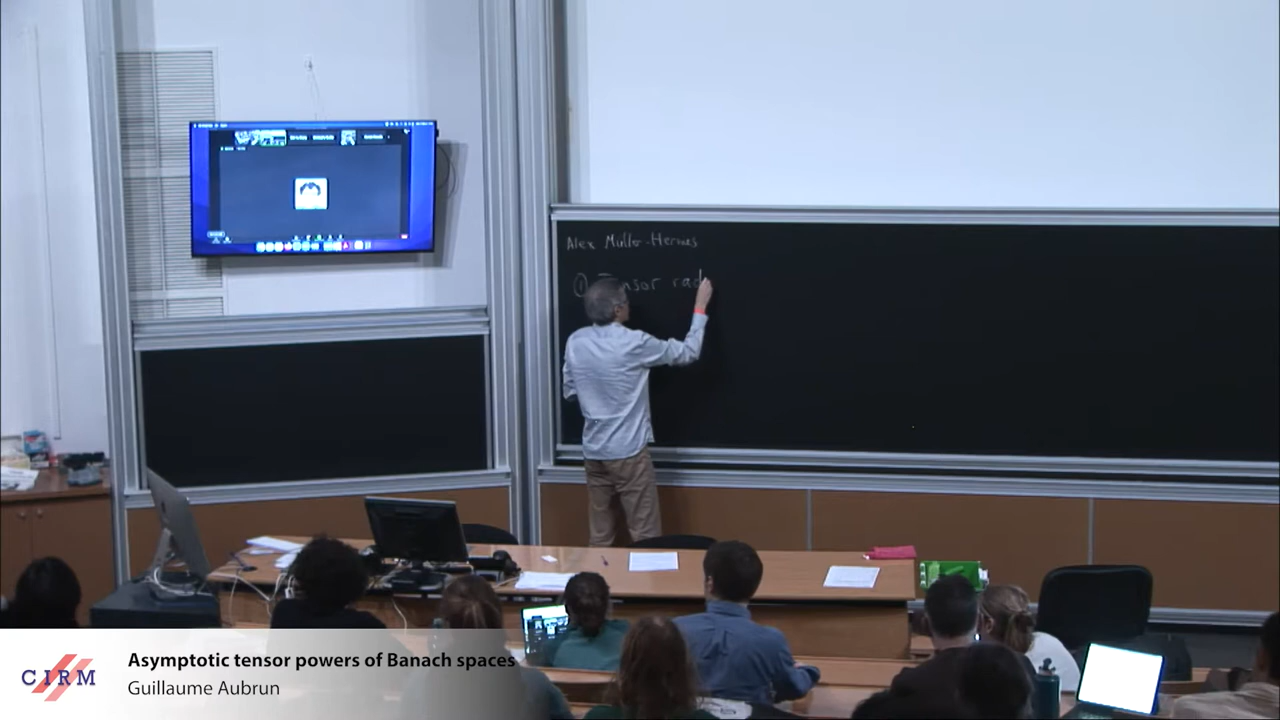 Alex Müller-Hermes
① Tensor rad
CIRM
Asymptotic tensor powers of Banach spaces
Guillaume Aubrun